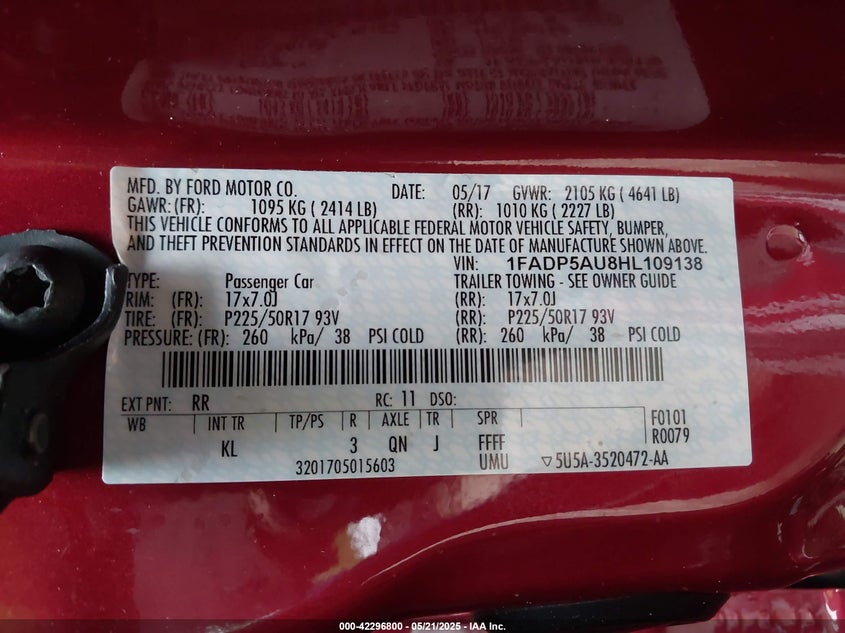 MFD. BY FORD MOTOR CO. DATE: 05/17 GVWR: 2105 KG ( 4641 LB)
GAWR: (FR): 1095 KG ( 2414 LB) (RR): 1010 KG ( 2227 LB)
THIS VEHICLE CONFORMS TO ALL APPLICABLE FEDERAL MOTOR VEHICLE SAFETY, BUMPER,
AND THEFT PREVENTION STANDARDS IN EFFECT ON THE DATE OF MANUFACTURE SHOWN ABOVE.
VIN: 1FADP5AU8HL109138
TYPE: Passenger Car TRAILER TOWING - SEE OWNER GUIDE
RIM: (FR): 17x7.0J (RR): 17x7.0J
TIRE: (FR): P225/50R17 93V (RR): P225/50R17 93V
PRESSURE: (FR): 260 kPa/ 38 PSI COLD (RR): 260 kPa/ 38 PSI COLD
EXT PNT: RR RC: 11 DSO:
WB INT TR TP/PS R AXLE TR SPR F0101
KL 3 QN J FFFF R0079
3201705015603 UMU ▽5U5A-3520472-AA
000-42296800 - 05/21/2025 - IAA Inc.